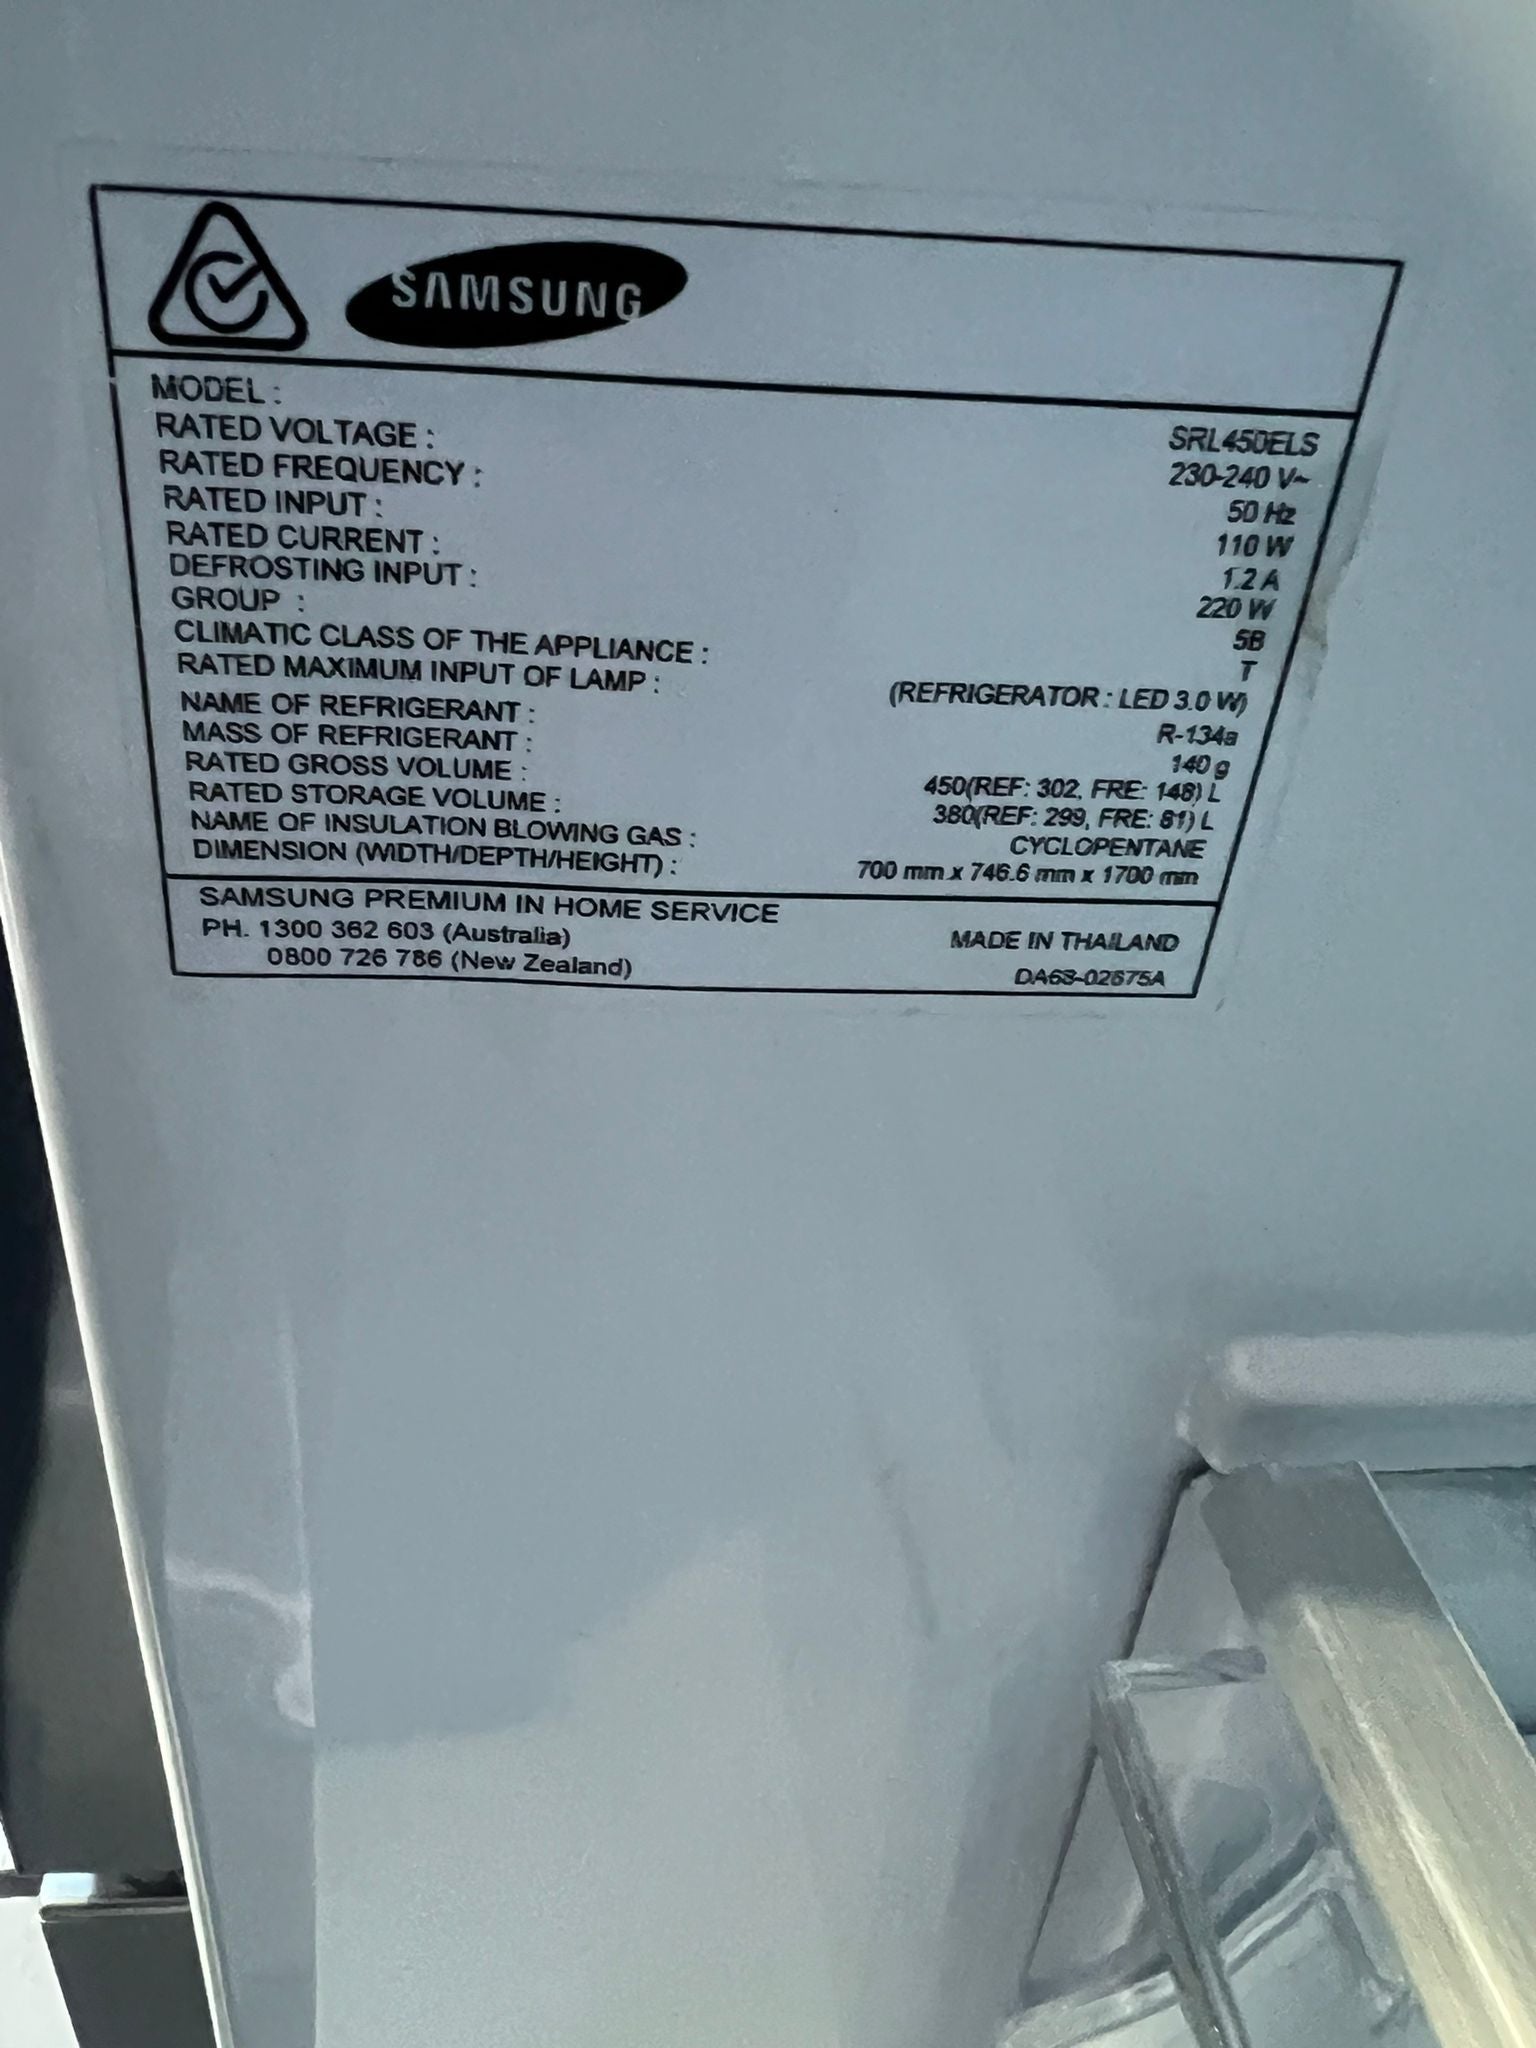 SAMSUNG
MODEL : SRL450ELS
RATED VOLTAGE : 230-240 V~
RATED FREQUENCY : 50 Hz
RATED INPUT : 110 W
RATED CURRENT : 1.2 A
DEFROSTING INPUT : 220 W
GROUP : 5B
CLIMATIC CLASS OF THE APPLIANCE : T
RATED MAXIMUM INPUT OF LAMP : (REFRIGERATOR : LED 3.0 W)
NAME OF REFRIGERANT : R-134a
MASS OF REFRIGERANT : 140 g
RATED GROSS VOLUME : 450(REF: 302, FRE: 148) L
RATED STORAGE VOLUME : 380(REF: 299, FRE: 81) L
NAME OF INSULATION BLOWING GAS : CYCLOPENTANE
DIMENSION (WIDTH/DEPTH/HEIGHT) : 700 mm x 746.6 mm x 1700 mm
SAMSUNG PREMIUM IN HOME SERVICE
PH. 1300 362 603 (Australia) MADE IN THAILAND
0800 726 786 (New Zealand) DA68-02675A